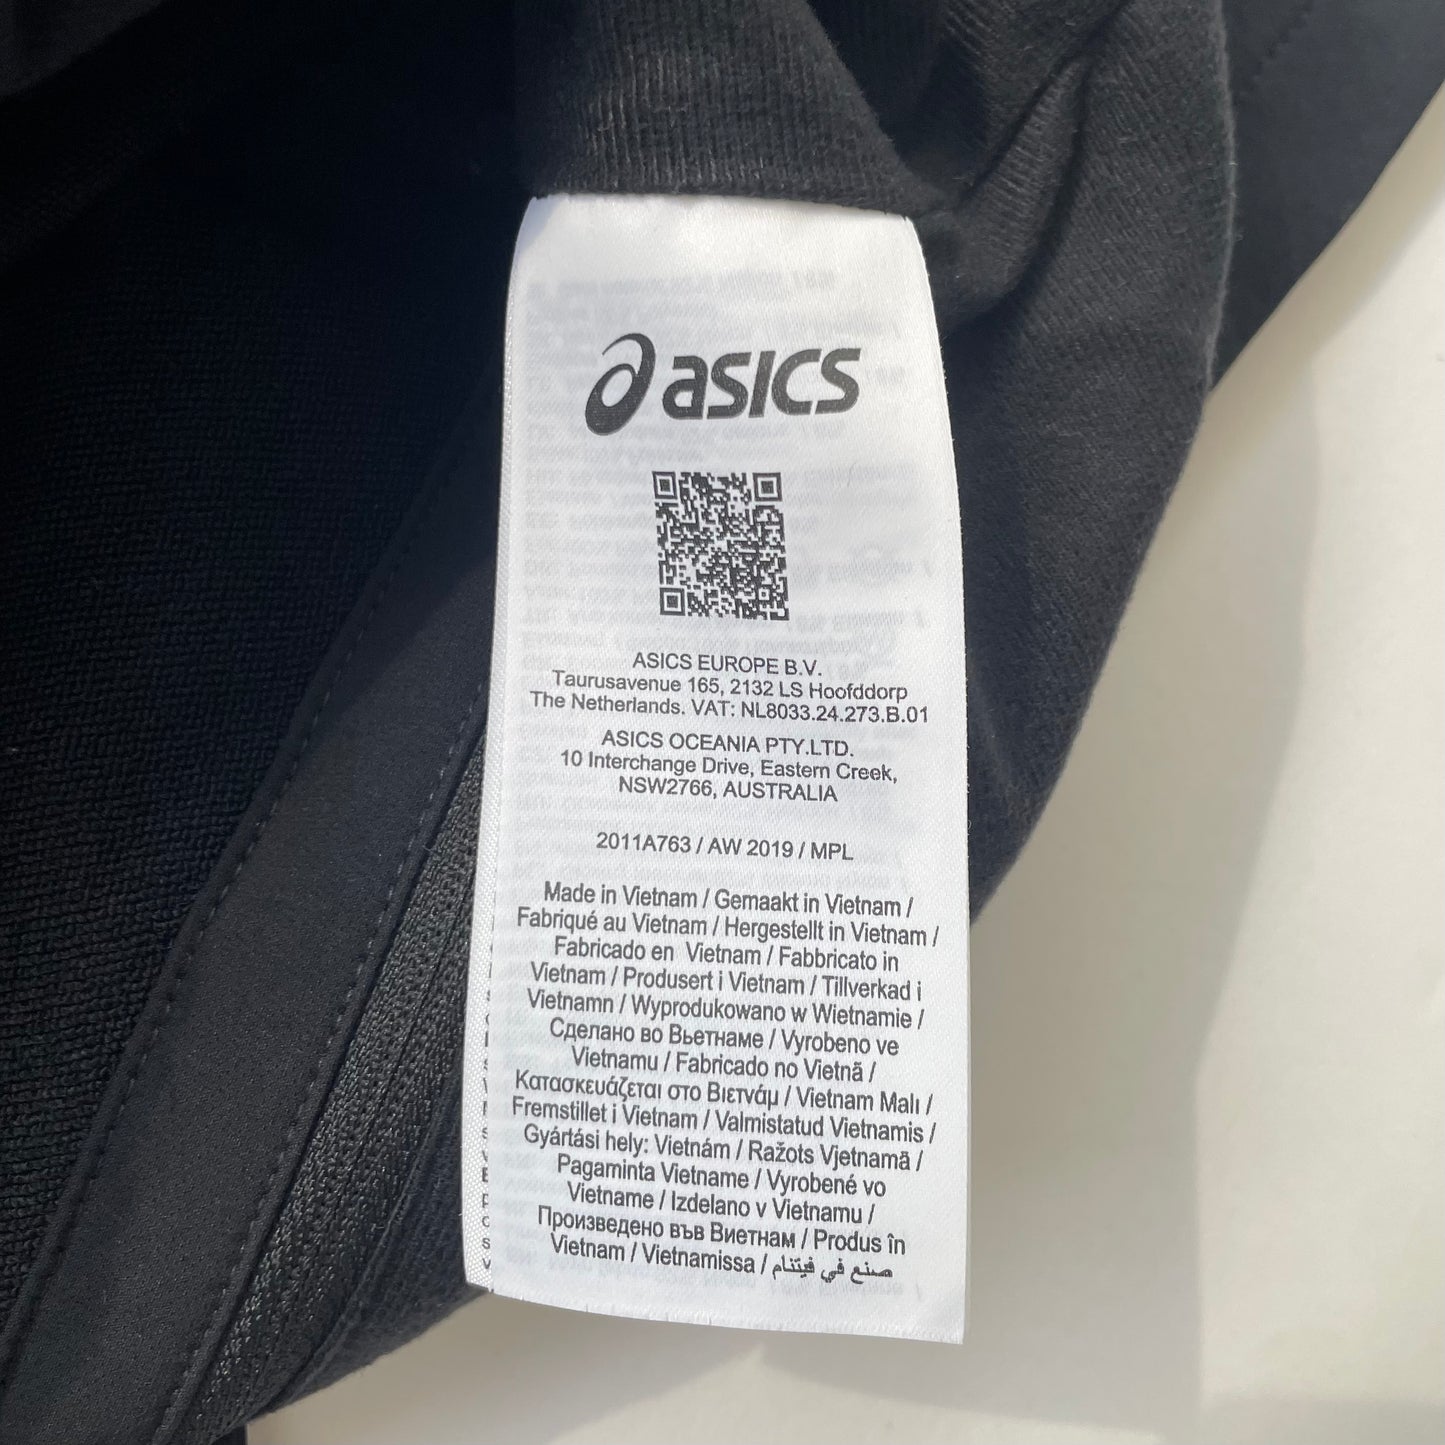 asics
ASICS EUROPE B.V.
Taurusavenue 165, 2132 LS Hoofddorp
The Netherlands. VAT: NL8033.24.273.B.01
ASICS OCEANIA PTY.LTD.
10 Interchange Drive, Eastern Creek,
NSW2766, AUSTRALIA
2011A763 / AW 2019 / MPL
Made in Vietnam / Gemaakt in Vietnam /
Fabriqué au Vietnam / Hergestellt in Vietnam /
Fabricado en Vietnam / Fabbricato in
Vietnam / Produsert i Vietnam / Tillverkad i
Vietnamn / Wyprodukowano w Wietnamie /
Сделано во Вьетнаме / Vyrobeno ve
Vietnamu / Fabricado no Vietnã /
Κατασκευάζεται στο Βιετνάμ / Vietnam Malı /
Fremstillet i Vietnam / Valmistatud Vietnamis /
Gyártási hely: Vietnám / Ražots Vjetnamā /
Pagaminta Vietname / Vyrobené vo
Vietname / Izdelano v Vietnamu /
Произведено във Виетнам / Produs în
Vietnam / Vietnamissa / صنع في فيتنام